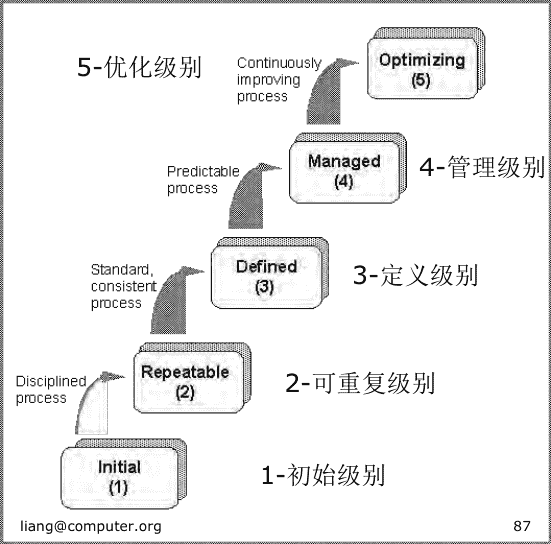 5-优化级别
Continuously
improving
process
Optimizing
(5)
Predictable
process
Managed
(4)
4-管理级别
Standard,
consistent
process
Defined
(3)
3-定义级别
Disciplined
process
Repeatable
(2)
2-可重复级别
Initial
(1)
1-初始级别
liang@computer.org
87